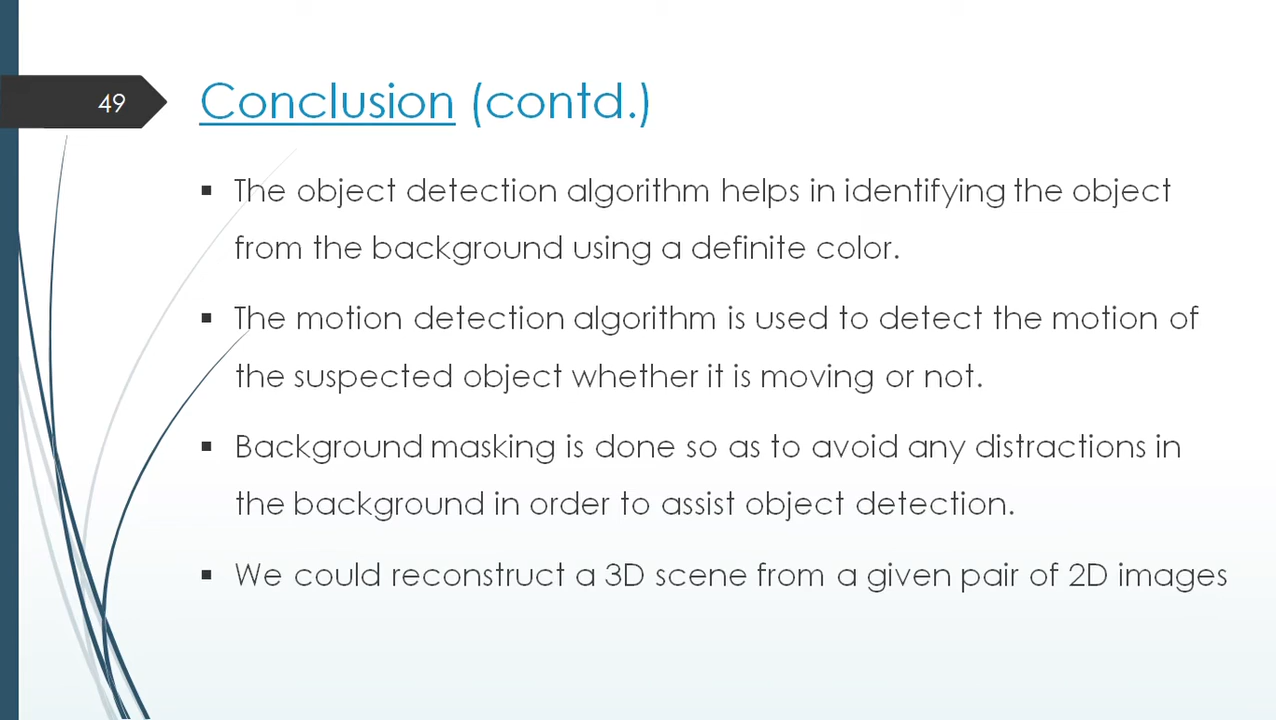 49
Conclusion (contd.)
▪ The object detection algorithm helps in identifying the object
from the background using a definite color.
▪ The motion detection algorithm is used to detect the motion of
the suspected object whether it is moving or not.
▪ Background masking is done so as to avoid any distractions in
the background in order to assist object detection.
▪ We could reconstruct a 3D scene from a given pair of 2D images